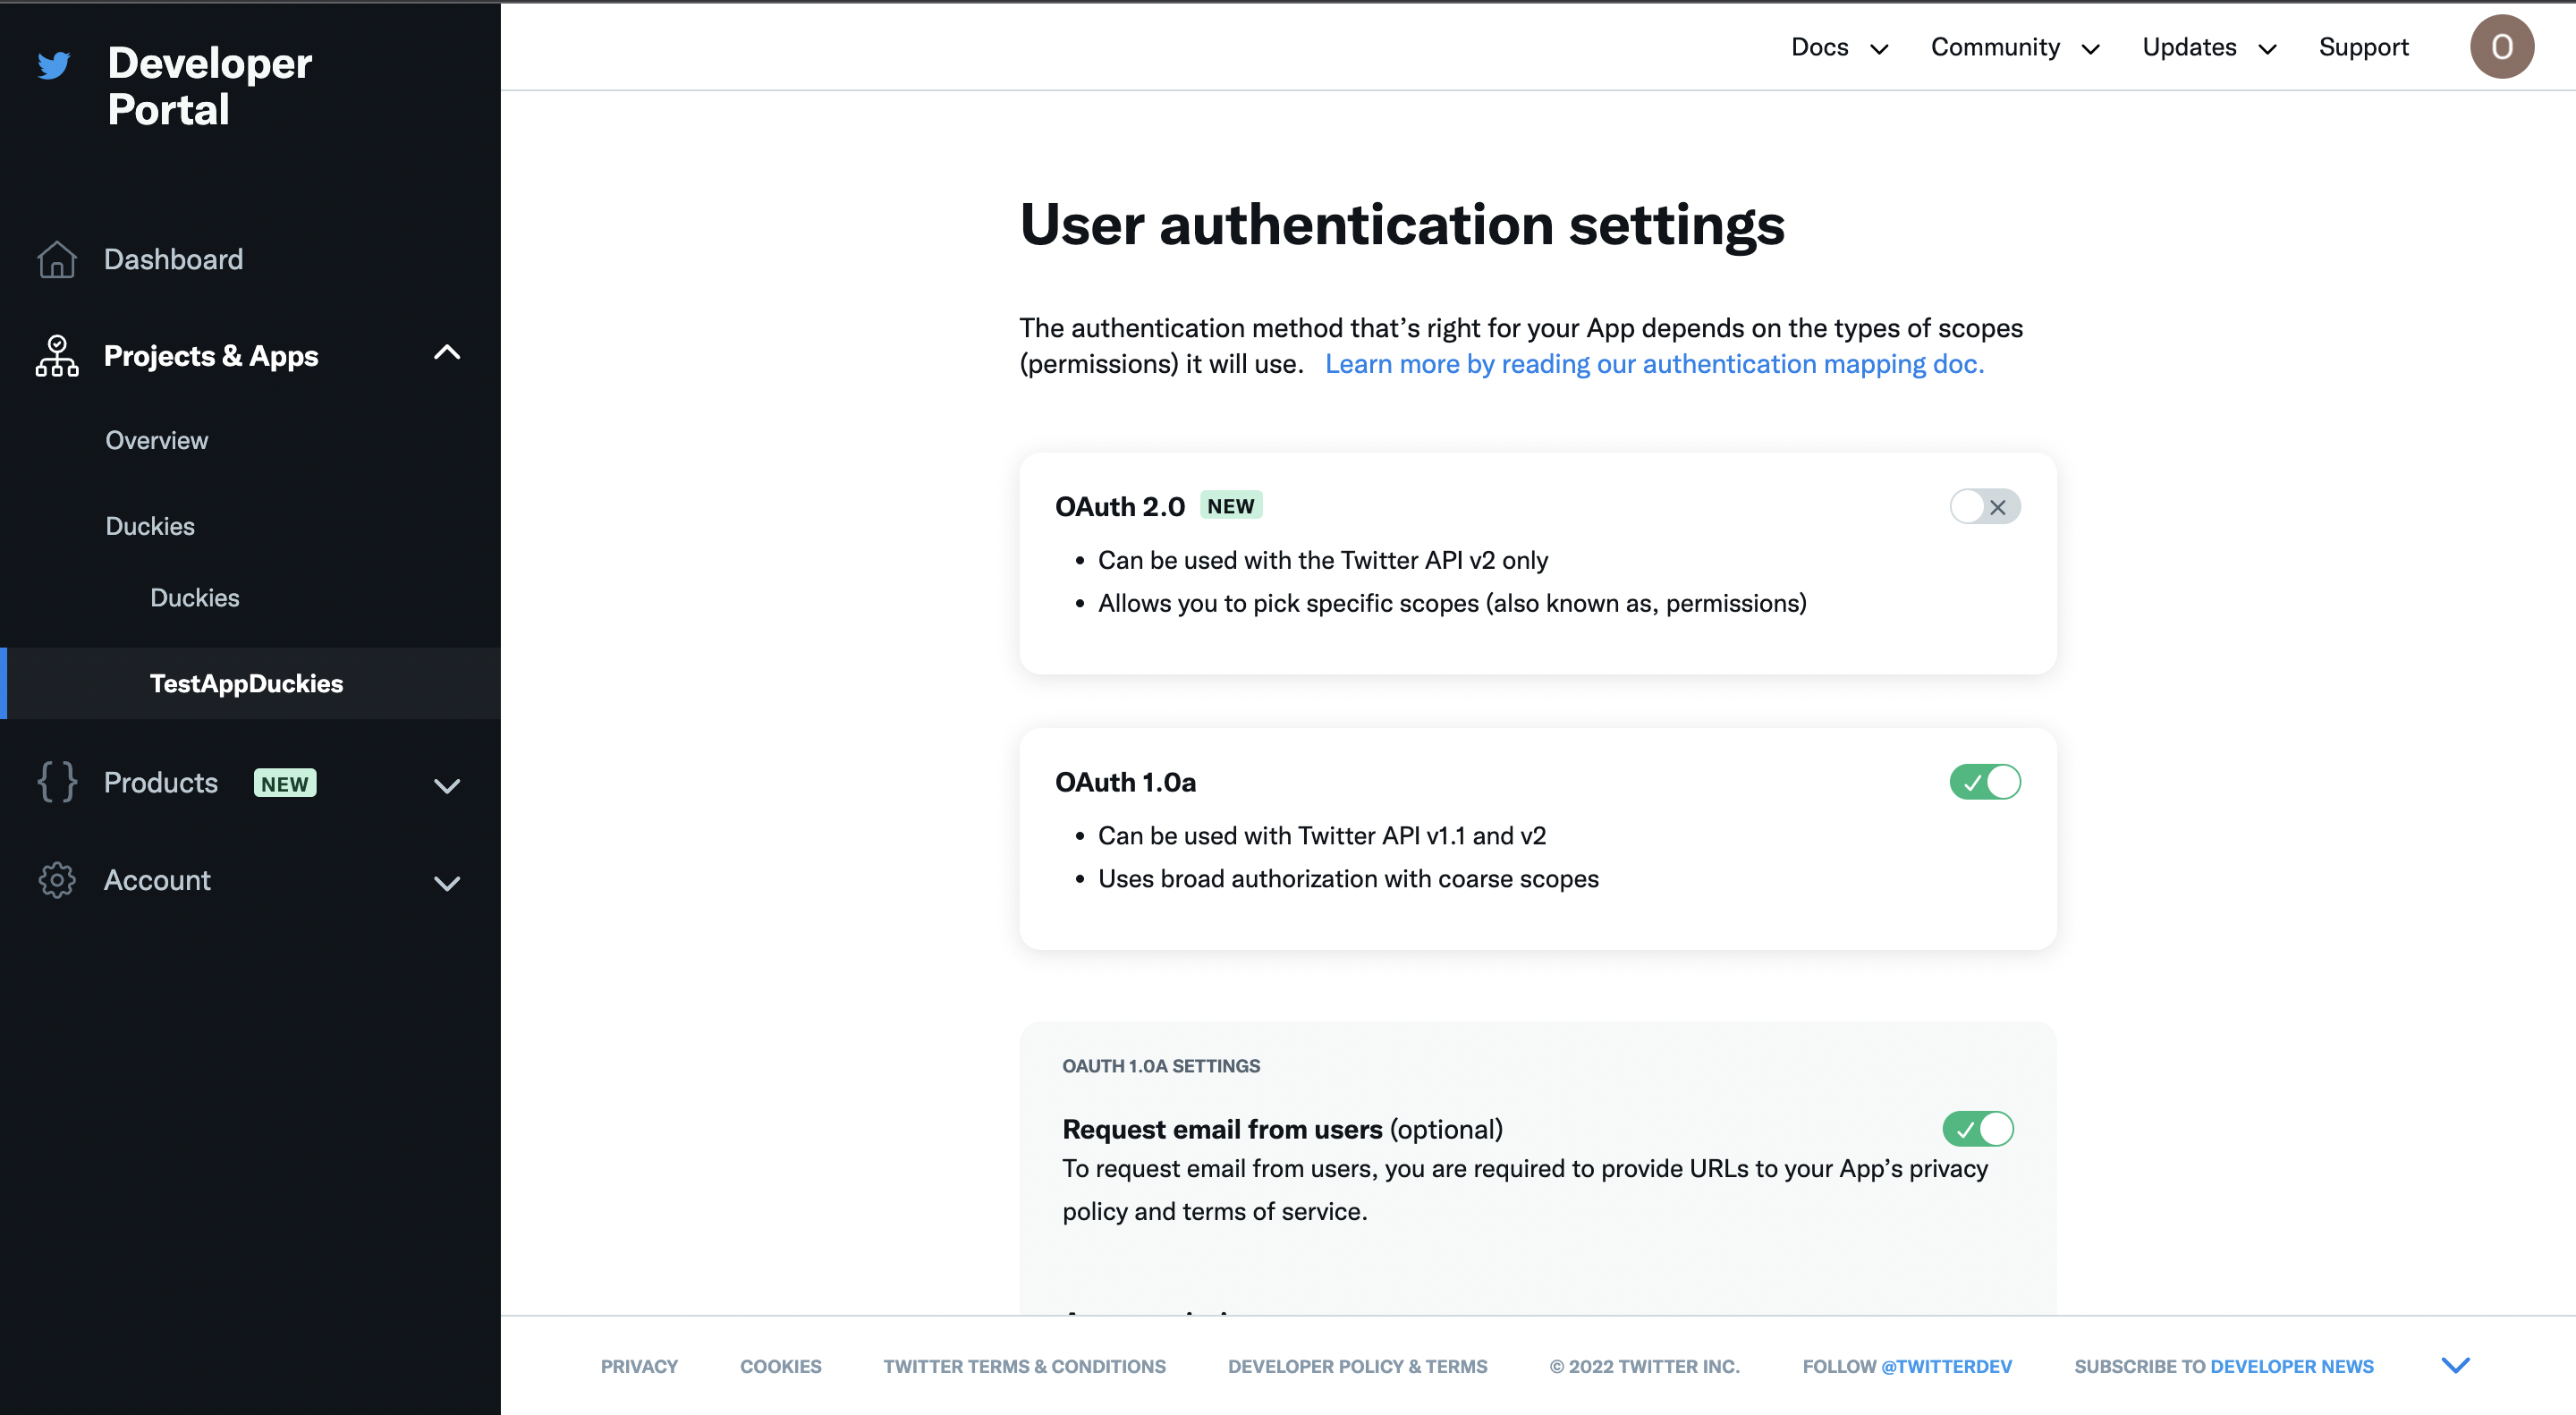 Developer
Portal
Dashboard
Projects & Apps
Overview
Duckies
Duckies
TestAppDuckies
Products NEW
Account
Docs Community Updates Support O
User authentication settings
The authentication method that’s right for your App depends on the types of scopes
(permissions) it will use. Learn more by reading our authentication mapping doc.
OAuth 2.0 NEW
• Can be used with the Twitter API v2 only
• Allows you to pick specific scopes (also known as, permissions)
OAuth 1.0a
• Can be used with Twitter API v1.1 and v2
• Uses broad authorization with coarse scopes
OAUTH 1.0A SETTINGS
Request email from users (optional)
To request email from users, you are required to provide URLs to your App’s privacy
policy and terms of service.
PRIVACY COOKIES TWITTER TERMS & CONDITIONS DEVELOPER POLICY & TERMS © 2022 TWITTER INC. FOLLOW @TWITTERDEV SUBSCRIBE TO DEVELOPER NEWS